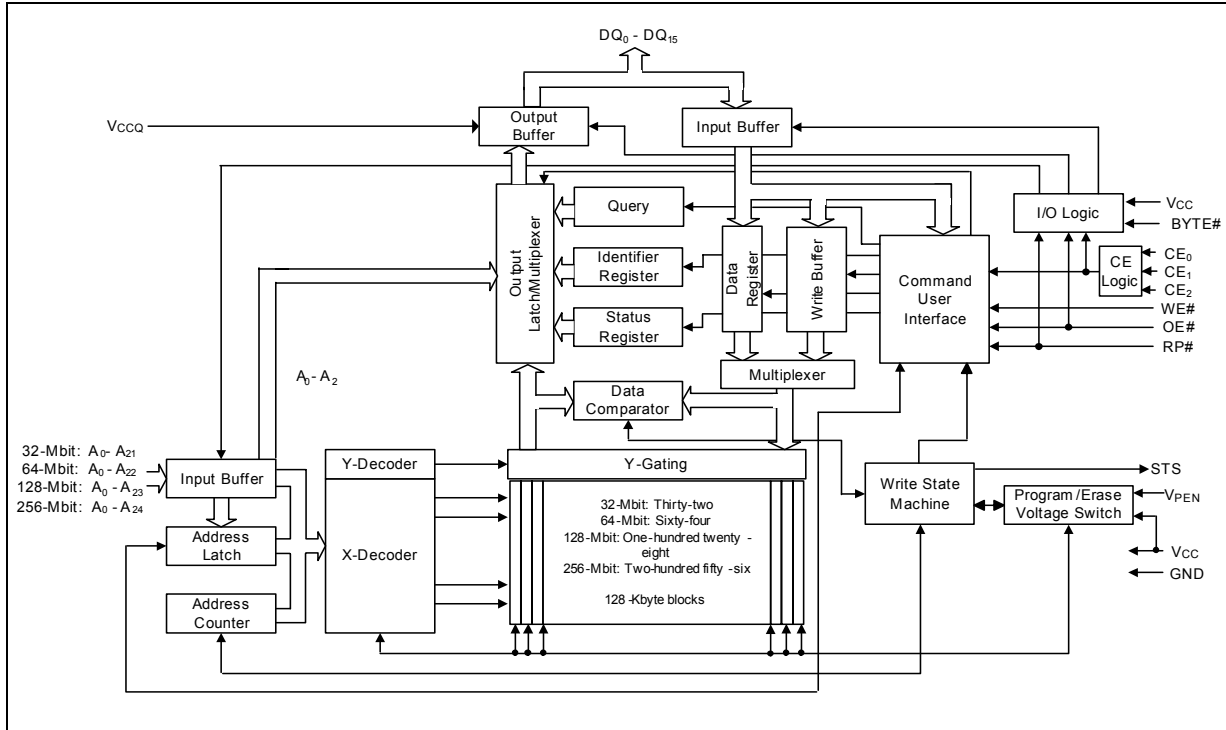 DQ0 - DQ15
VCCQ
Output
Buffer
Input Buffer
Output
Latch/Multiplexer
Query
Identifier
Register
Status
Register
Data
Register
Write Buffer
Command
User
Interface
I/O Logic
VCC
BYTE#
CE
Logic
CE0
CE1
CE2
WE#
OE#
RP#
Multiplexer
Data
Comparator
A0 - A2
32-Mbit: A0 - A21
64-Mbit: A0 - A22
128-Mbit: A0 - A23
256-Mbit: A0 - A24
Input Buffer
Address
Latch
Address
Counter
Y-Decoder
X-Decoder
Y-Gating
32-Mbit: Thirty-two
64-Mbit: Sixty-four
128-Mbit: One-hundred twenty -
eight
256-Mbit: Two-hundred fifty -six
128 -Kbyte blocks
Write State
Machine
Program /Erase
Voltage Switch
STS
VPEN
VCC
GND